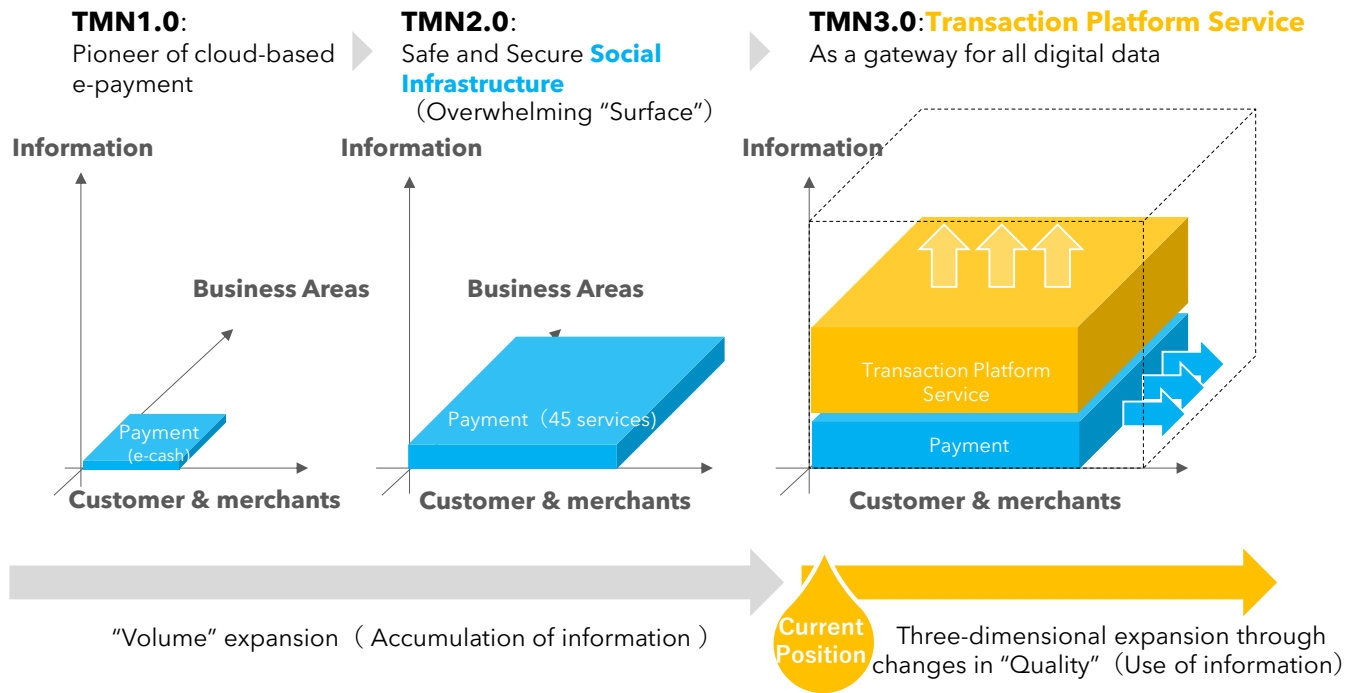 TMN1.0:
Pioneer of cloud-based
e-payment
TMN2.0:
Safe and Secure Social
Infrastructure
（Overwhelming “Surface”）
TMN3.0:Transaction Platform Service
As a gateway for all digital data
Information
Business Areas
Payment
(e-cash)
Customer & merchants
Information
Business Areas
Payment（45 services)
Customer & merchants
Information
Transaction Platform
Service
Payment
Customer & merchants
“Volume” expansion（ Accumulation of information ）
Current
Position
Three-dimensional expansion through
changes in “Quality”（Use of information）